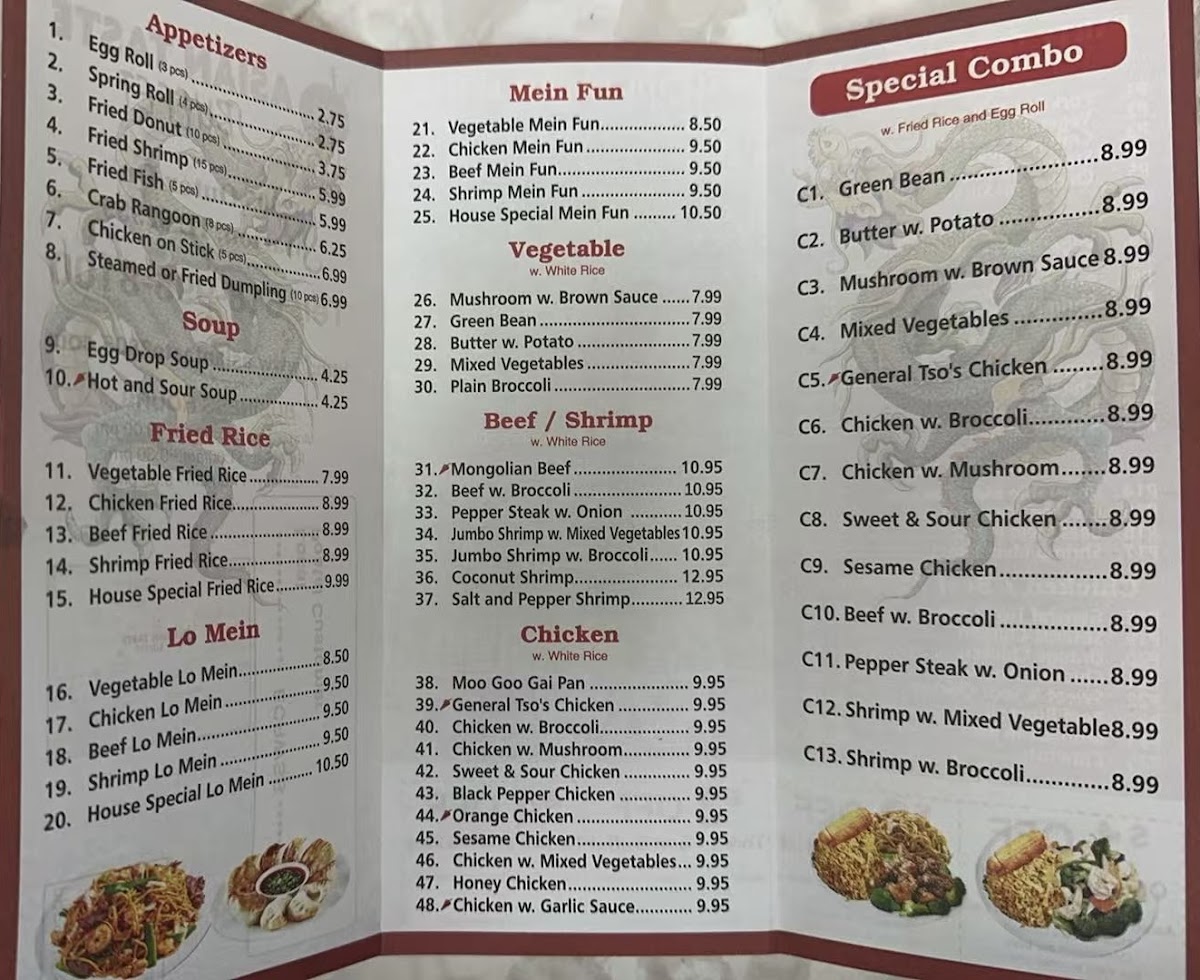 Appetizers
1. Egg Roll (3 pcs) 2.75
2. Spring Roll (4 pcs) 2.75
3. Fried Donut (10 pcs) 3.75
4. Fried Shrimp (15 pcs) 5.99
5. Fried Fish (5 pcs) 5.99
6. Crab Rangoon (8 pcs) 6.25
7. Chicken on Stick (5 pcs) 6.99
8. Steamed or Fried Dumpling (10 pcs) 6.99
Soup
9. Egg Drop Soup 4.25
10. Hot and Sour Soup 4.25
Fried Rice
11. Vegetable Fried Rice 7.99
12. Chicken Fried Rice 8.99
13. Beef Fried Rice 8.99
14. Shrimp Fried Rice 8.99
15. House Special Fried Rice 9.99
Lo Mein
16. Vegetable Lo Mein 8.50
17. Chicken Lo Mein 9.50
18. Beef Lo Mein 9.50
19. Shrimp Lo Mein 9.50
20. House Special Lo Mein 10.50
Mein Fun
21. Vegetable Mein Fun 8.50
22. Chicken Mein Fun 9.50
23. Beef Mein Fun 9.50
24. Shrimp Mein Fun 9.50
25. House Special Mein Fun 10.50
Vegetable
w. White Rice
26. Mushroom w. Brown Sauce 7.99
27. Green Bean 7.99
28. Butter w. Potato 7.99
29. Mixed Vegetables 7.99
30. Plain Broccoli 7.99
Beef / Shrimp
w. White Rice
31. Mongolian Beef 10.95
32. Beef w. Broccoli 10.95
33. Pepper Steak w. Onion 10.95
34. Jumbo Shrimp w. Mixed Vegetables 10.95
35. Jumbo Shrimp w. Broccoli 10.95
36. Coconut Shrimp 12.95
37. Salt and Pepper Shrimp 12.95
Chicken
w. White Rice
38. Moo Goo Gai Pan 9.95
39. General Tso's Chicken 9.95
40. Chicken w. Broccoli 9.95
41. Chicken w. Mushroom 9.95
42. Sweet & Sour Chicken 9.95
43. Black Pepper Chicken 9.95
44. Orange Chicken 9.95
45. Sesame Chicken 9.95
46. Chicken w. Mixed Vegetables 9.95
47. Honey Chicken 9.95
48. Chicken w. Garlic Sauce 9.95
Special Combo
w. Fried Rice and Egg Roll
C1. Green Bean 8.99
C2. Butter w. Potato 8.99
C3. Mushroom w. Brown Sauce 8.99
C4. Mixed Vegetables 8.99
C5. General Tso's Chicken 8.99
C6. Chicken w. Broccoli 8.99
C7. Chicken w. Mushroom 8.99
C8. Sweet & Sour Chicken 8.99
C9. Sesame Chicken 8.99
C10. Beef w. Broccoli 8.99
C11. Pepper Steak w. Onion 8.99
C12. Shrimp w. Mixed Vegetable 8.99
C13. Shrimp w. Broccoli 8.99